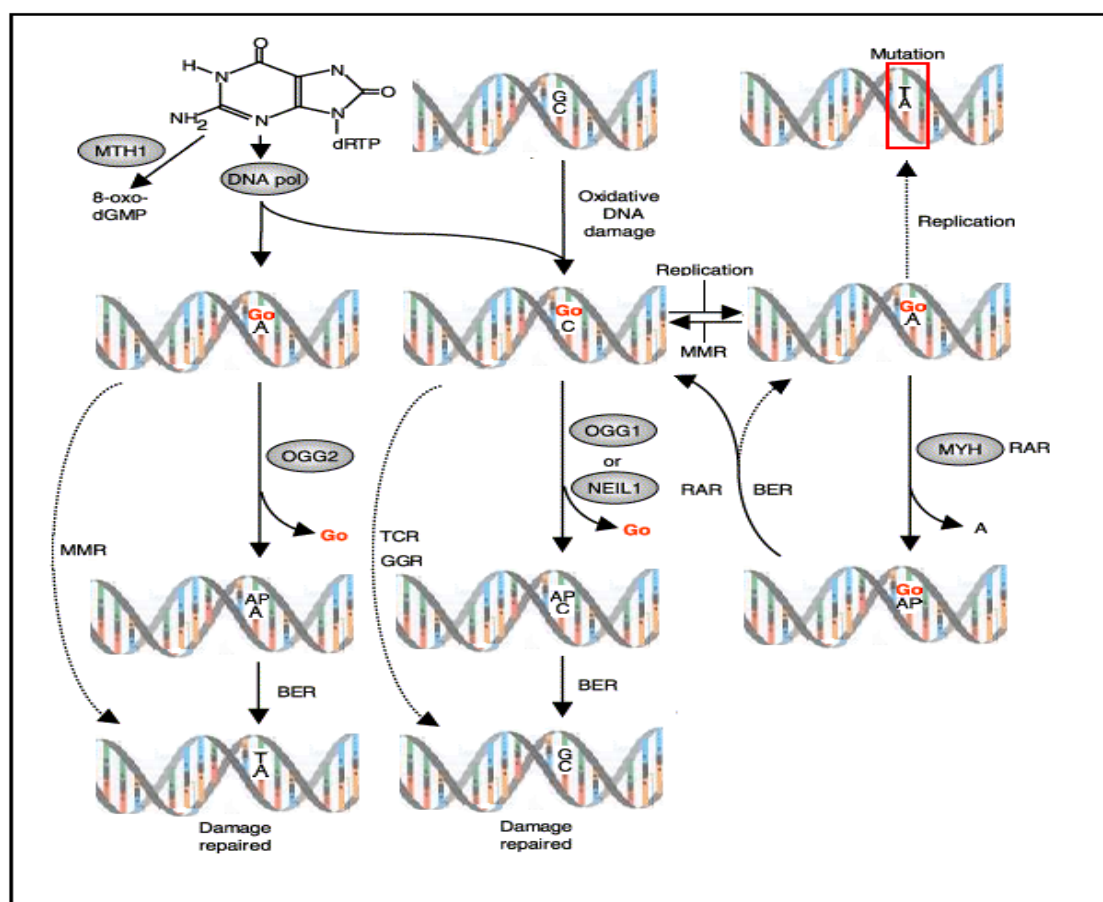 O
H
N
N
O
NH2
N
N
dRTP
MTH1
DNA pol
8-oxo-
dGMP
G
C
Oxidative
DNA
damage
Mutation
T
A
Replication
Go
A
Go
C
Replication
MMR
Go
A
OGG2
Go
MMR
OGG1
or
NEIL1
Go
TCR
GGR
RAR
BER
MYH
RAR
A
AP
A
AP
C
Go
AP
BER
BER
T
A
G
C
Damage
repaired
Damage
repaired